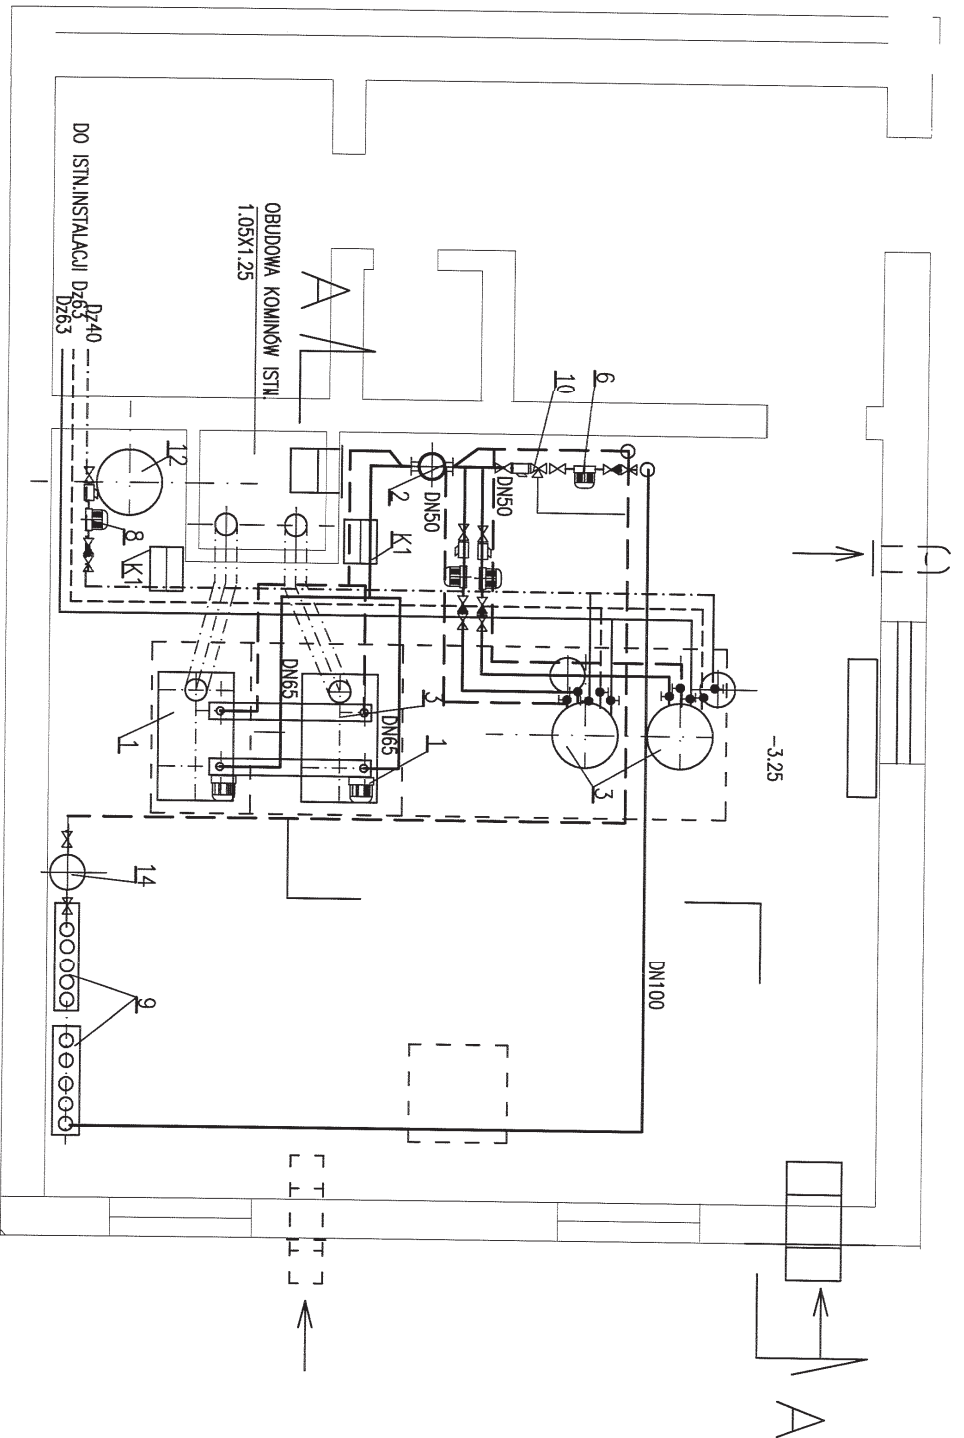 DO ISTN.INSTALACJI Dz63
Dz63
Dz40
OBUDOWA KOMINÓW ISTN.
1.05X1.25
A
10
6
12
8
K1
K1
2
DN50
DN50
DN65
DN65
3
1
1
3
-3.25
14
9
DN100
A